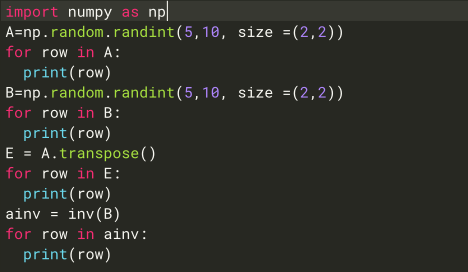 import numpy as np
A=np.random.randint(5,10, size =(2,2))
for row in A:
  print(row)
B=np.random.randint(5,10, size =(2,2))
for row in B:
  print(row)
E = A.transpose()
for row in E:
  print(row)
ainv = inv(B)
for row in ainv:
  print(row)